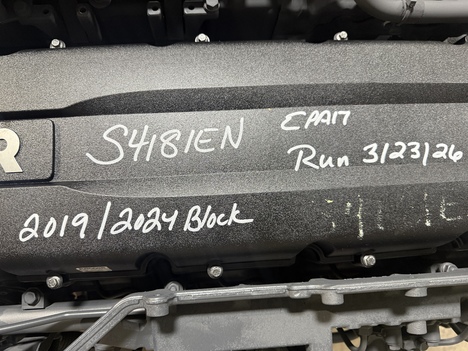 R
S4181EN
EPA17
Run 3/23/26
2019/2024 Block